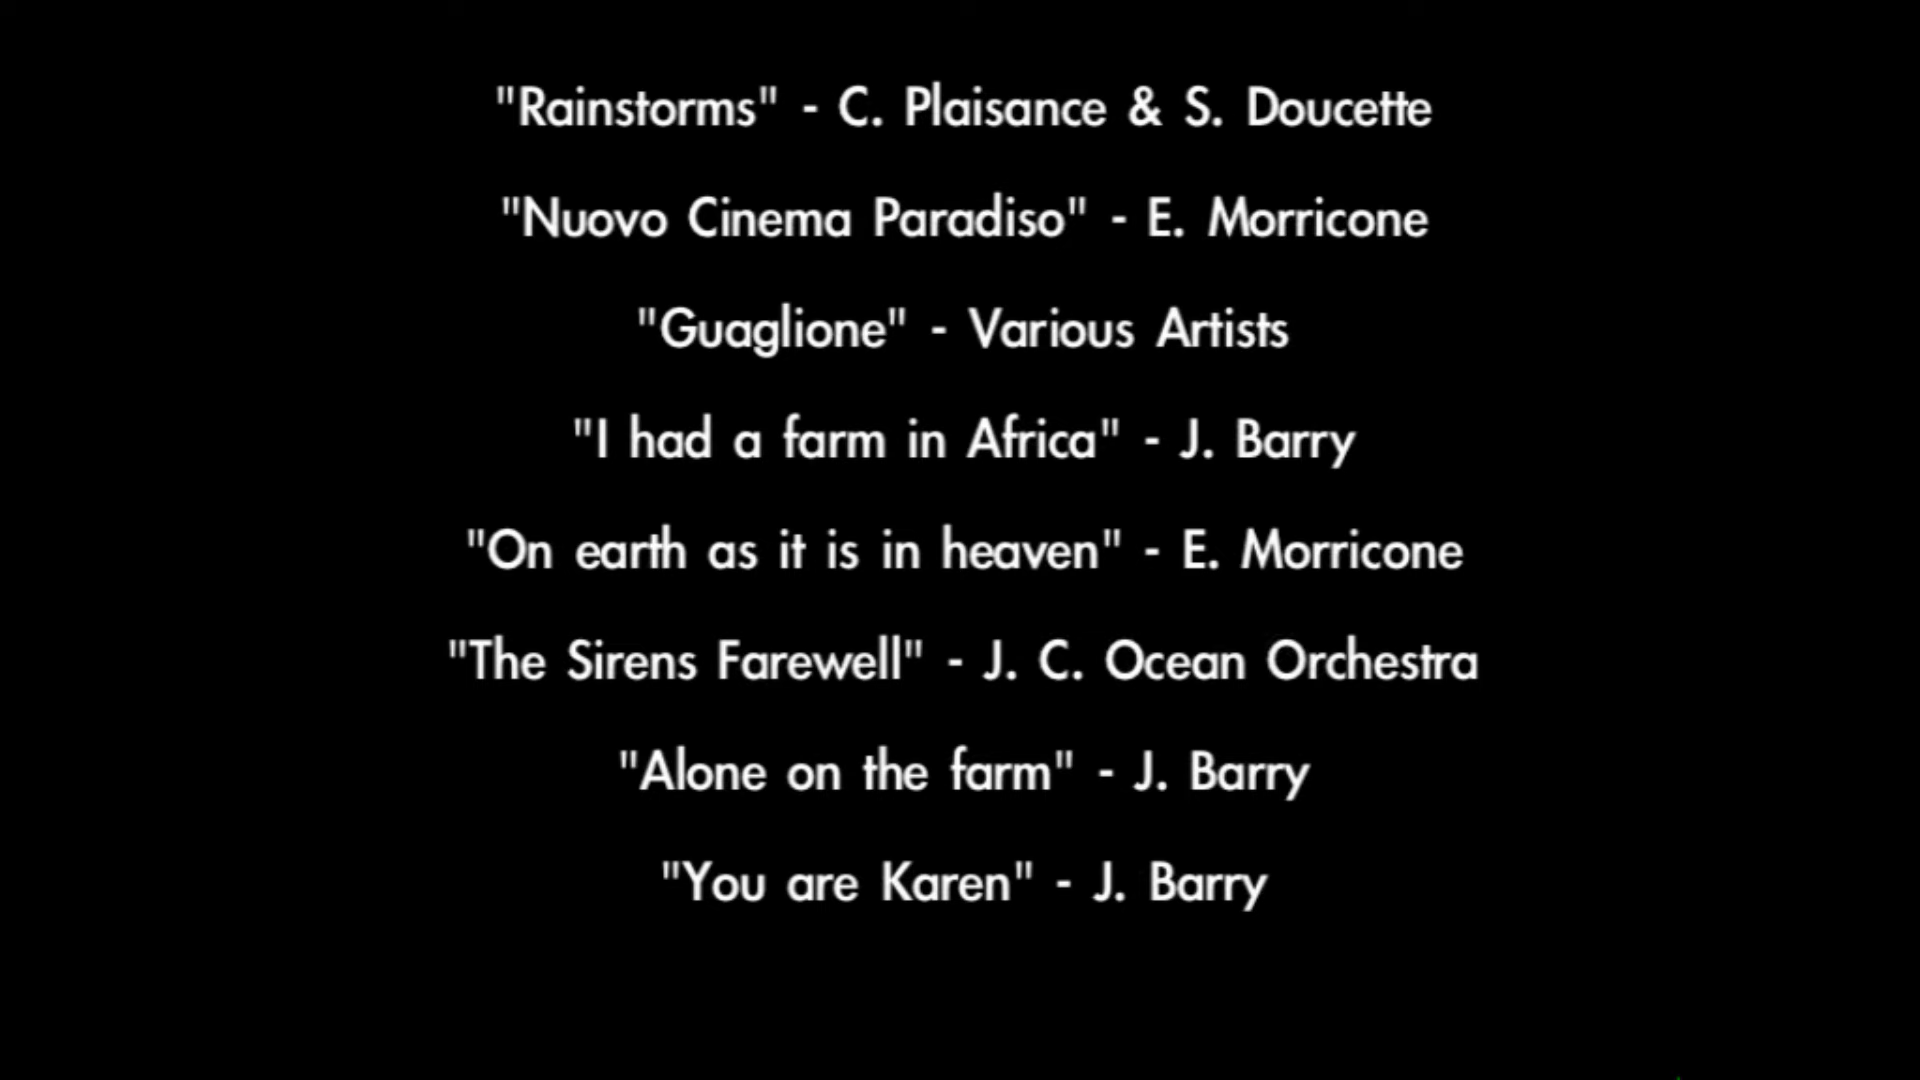 "Rainstorms" - C. Plaisance & S. Doucette
"Nuovo Cinema Paradiso" - E. Morricone
"Guaglione" - Various Artists
"I had a farm in Africa" - J. Barry
"On earth as it is in heaven" - E. Morricone
"The Sirens Farewell" - J. C. Ocean Orchestra
"Alone on the farm" - J. Barry
"You are Karen" - J. Barry